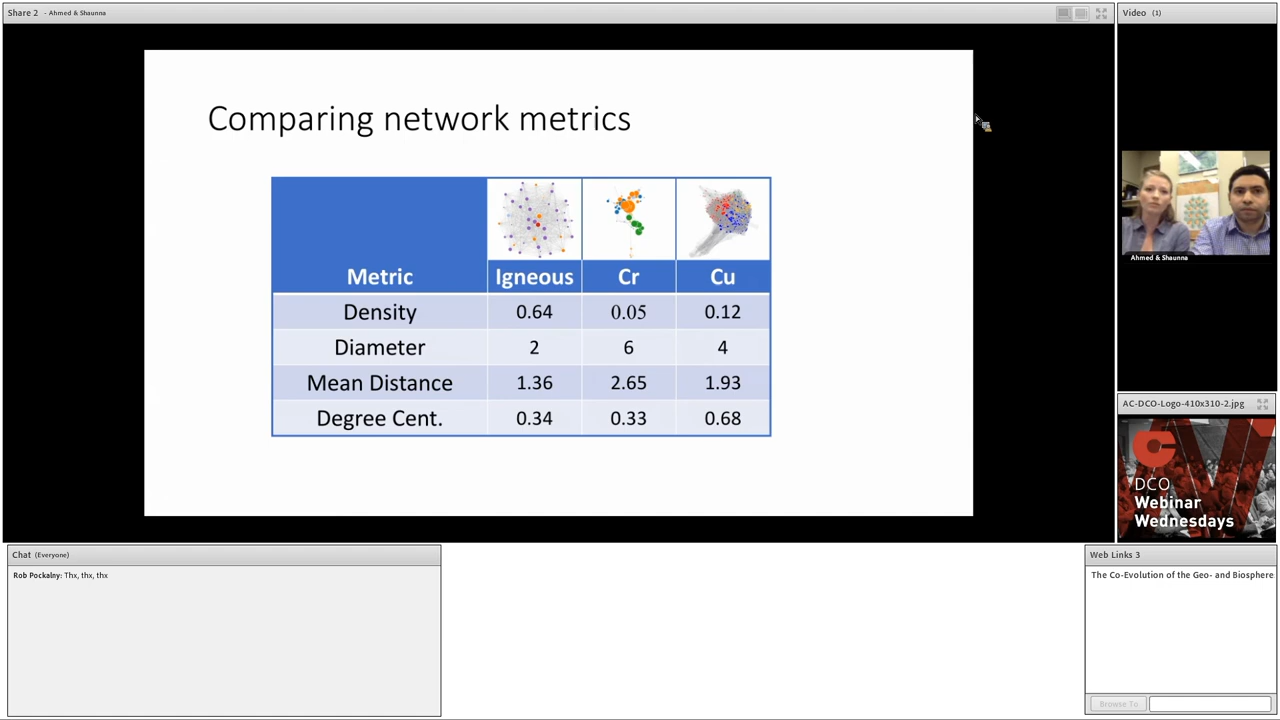 Share 2 - Ahmed & Shaunna
Video (1)
Comparing network metrics
Metric Igneous Cr Cu
Density 0.64 0.05 0.12
Diameter 2 6 4
Mean Distance 1.36 2.65 1.93
Degree Cent. 0.34 0.33 0.68
Ahmed & Shaunna
AC-DCO-Logo-410x310-2.jpg
DCO
Webinar
Wednesdays
Chat (Everyone)
Rob Pockalny: Thx, thx, thx
Web Links 3
The Co-Evolution of the Geo- and Biosphere
Browse To